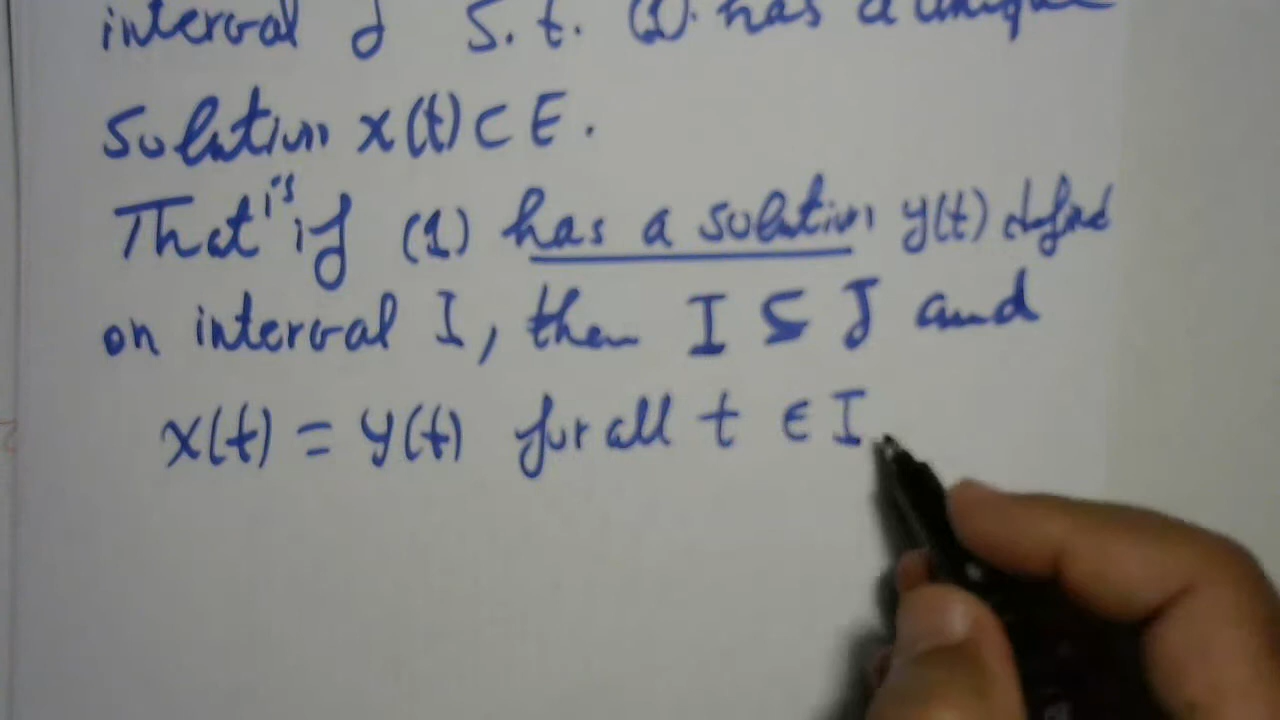 interval J s.t. (1) has a unique
solution x(t) ⊂ E.
That is if (1) has a solution y(t) defined
on interval I, then I ⊆ J and
x(t) = y(t) for all t ∈ I